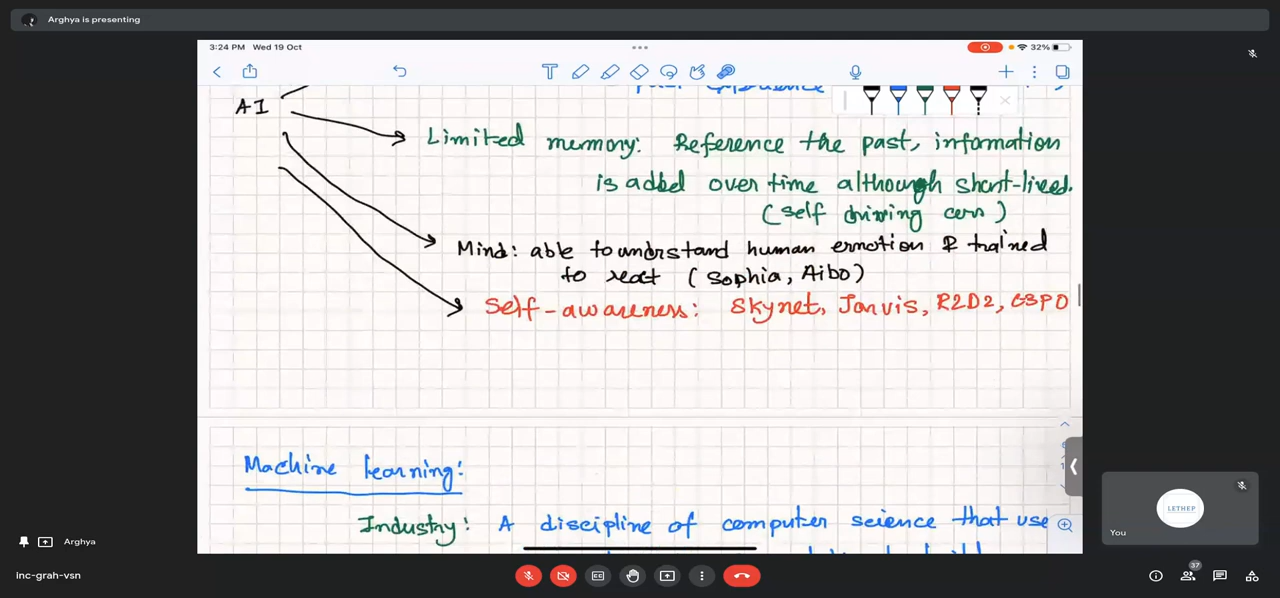 Arghya is presenting
3:24 PM Wed 19 Oct
32%
AI
Limited memory: Reference the past, information
is added over time although short-lived.
(self driving cars)
Mind: able to understand human emotion & trained
to react (Sophia, Aibo)
Self-awareness: Skynet, Jarvis, R2D2, C3PO
Machine learning:
Industry: A discipline of computer science that use
LETHEP
You
Arghya
lnc-grah-vsn
37